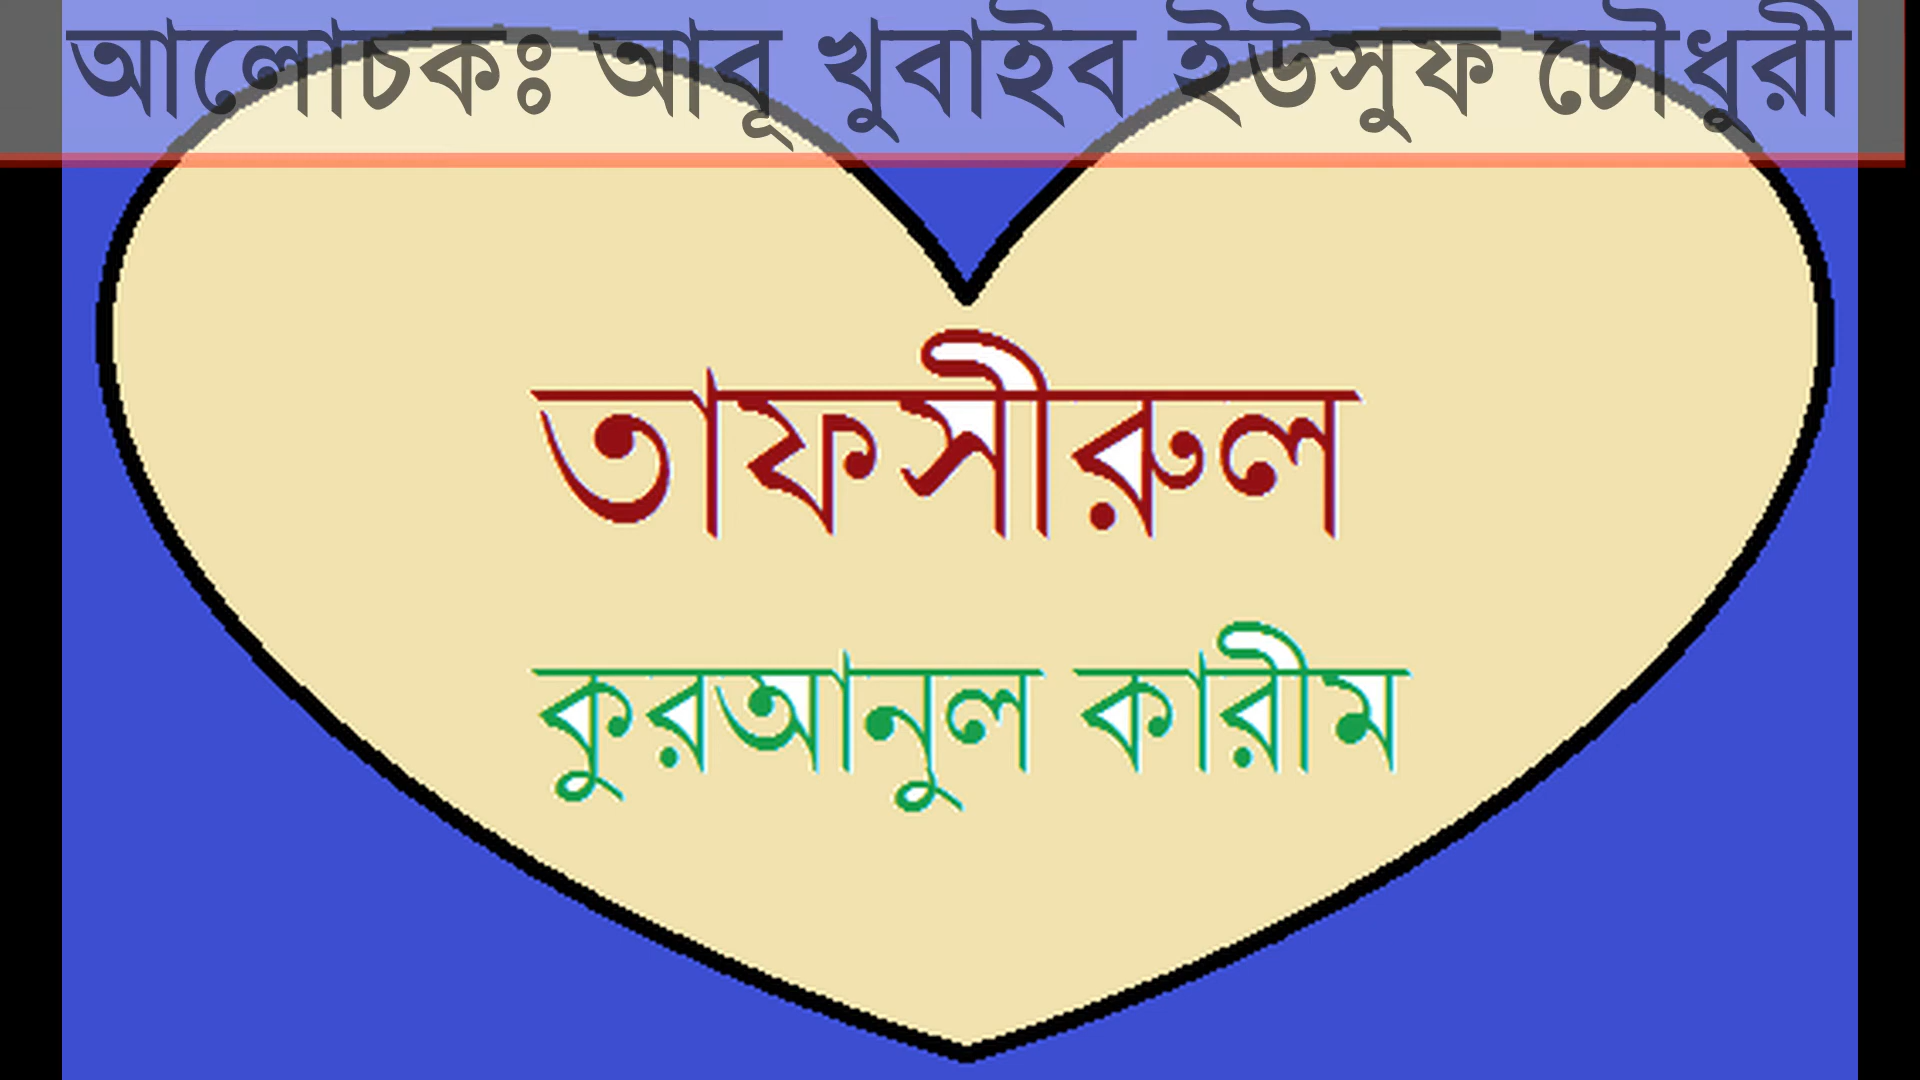 আলোচকঃ আবূ খুবাইব ইউসুফ চৌধুরী
তাফসীরুল
কুরআনুল কারীম